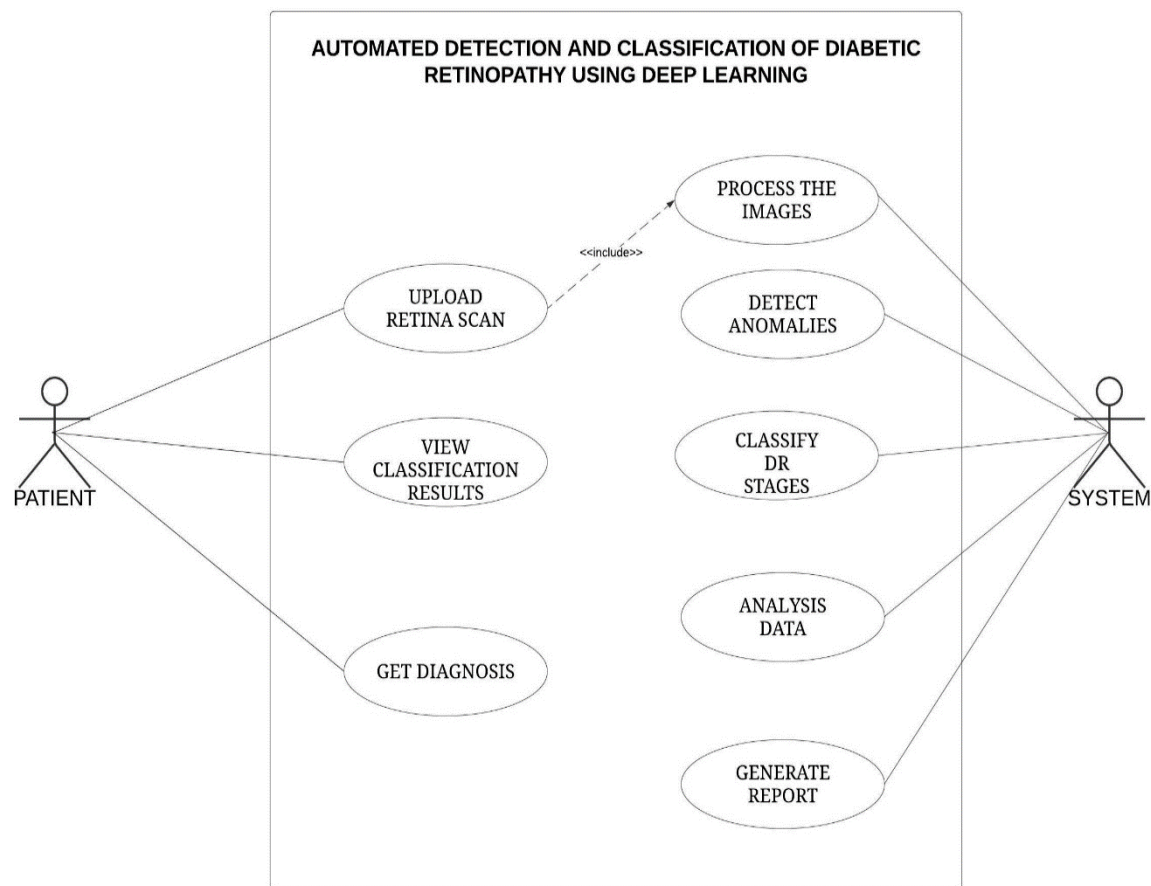 AUTOMATED DETECTION AND CLASSIFICATION OF DIABETIC
RETINOPATHY USING DEEP LEARNING
PROCESS THE
IMAGES
<<include>>
UPLOAD
RETINA SCAN
DETECT
ANOMALIES
VIEW
CLASSIFICATION
RESULTS
CLASSIFY
DR
STAGES
PATIENT
SYSTEM
ANALYSIS
DATA
GET DIAGNOSIS
GENERATE
REPORT